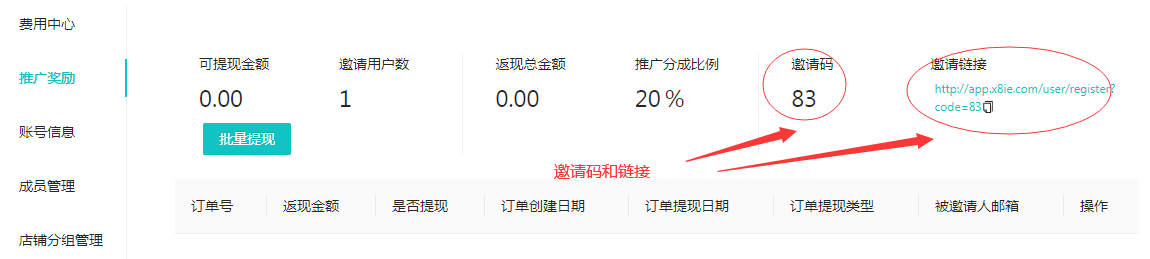 费用中心
推广奖励
账号信息
成员管理
店铺分组管理
可提现金额
0.00
批量提现
邀请用户数
1
返现总金额
0.00
推广分成比例
20％
邀请码
83
邀请链接
http://app.x8ie.com/user/register?
code=83
邀请码和链接
订单号 返现金额 是否提现 订单创建日期 订单提现日期 订单提现类型 被邀请人邮箱 操作